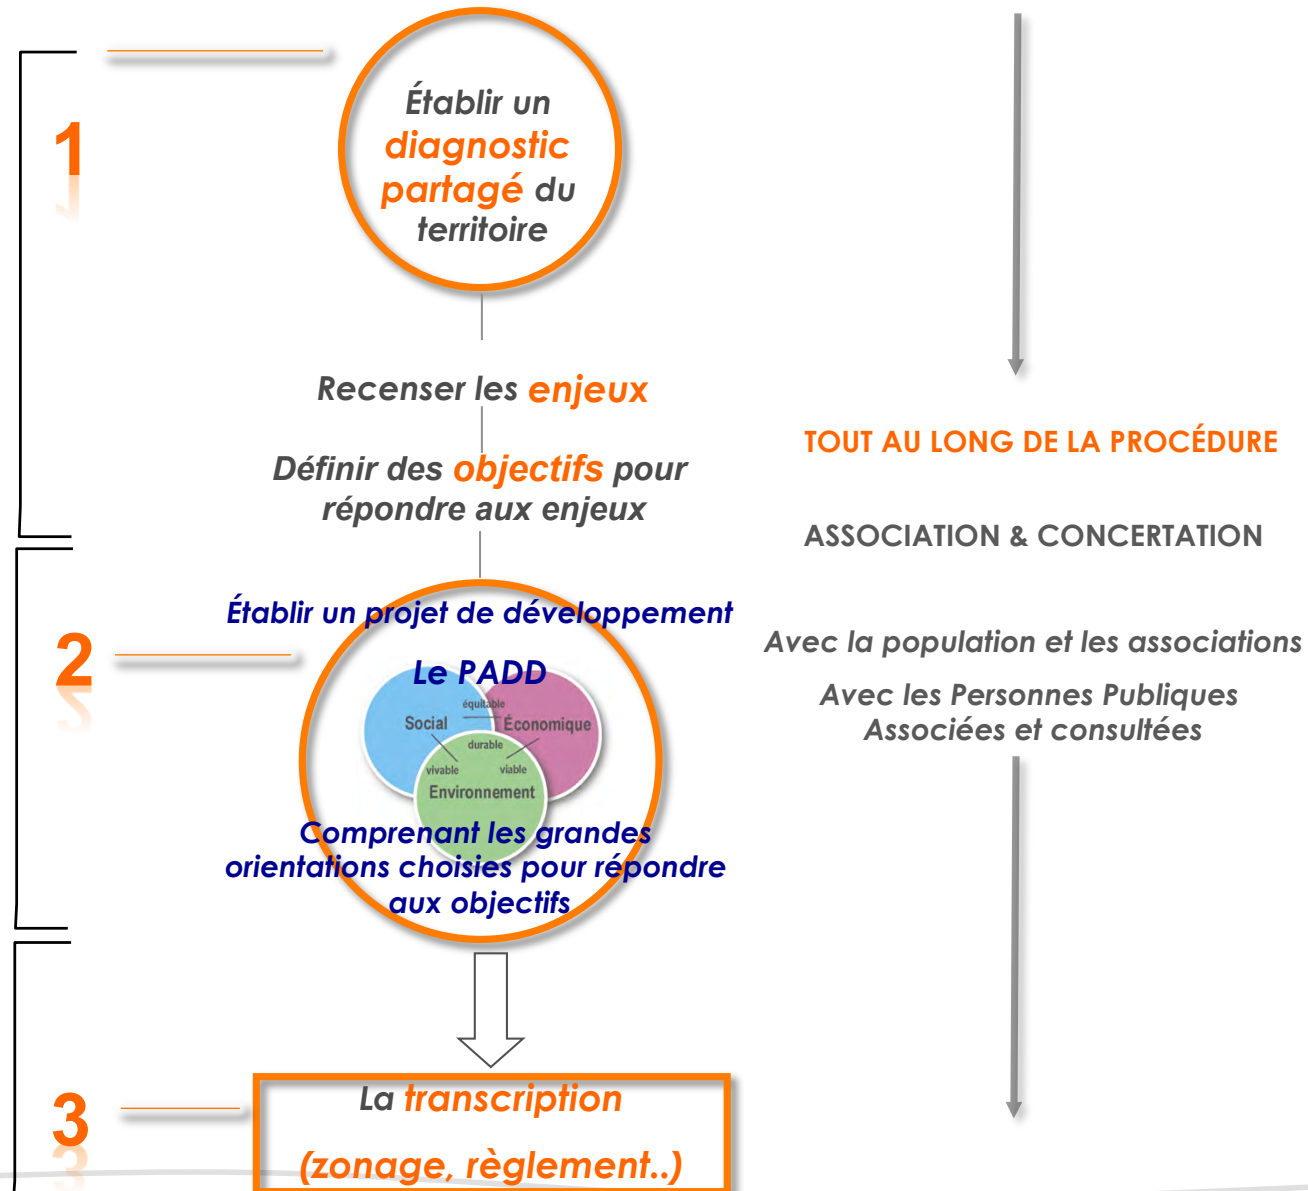 1
Établir un
diagnostic
partagé du
territoire
Recenser les enjeux
Définir des objectifs pour
répondre aux enjeux
2
Établir un projet de développement
Le PADD
équitable
Social
Économique
durable
vivable
viable
Environnement
Comprenant les grandes
orientations choisies pour répondre
aux objectifs
3
La transcription
(zonage, règlement..)
TOUT AU LONG DE LA PROCÉDURE
ASSOCIATION & CONCERTATION
Avec la population et les associations
Avec les Personnes Publiques
Associées et consultées